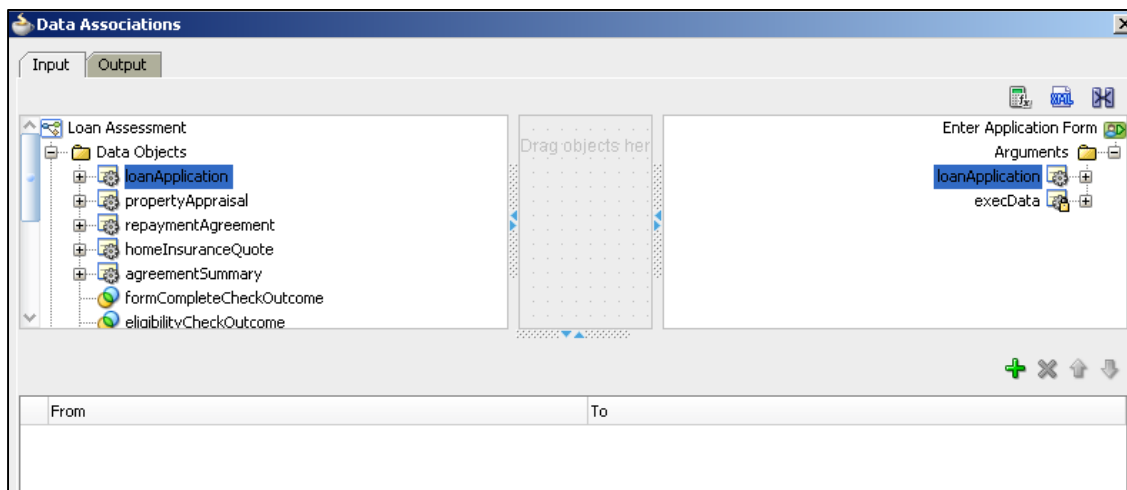 Data Associations
Input Output
Loan Assessment
Data Objects
loanApplication
propertyAppraisal
repaymentAgreement
homeInsuranceQuote
agreementSummary
formCompleteCheckOutcome
eligibilityCheckOutcome
Drag objects her
Enter Application Form
Arguments
loanApplication
execData
From To